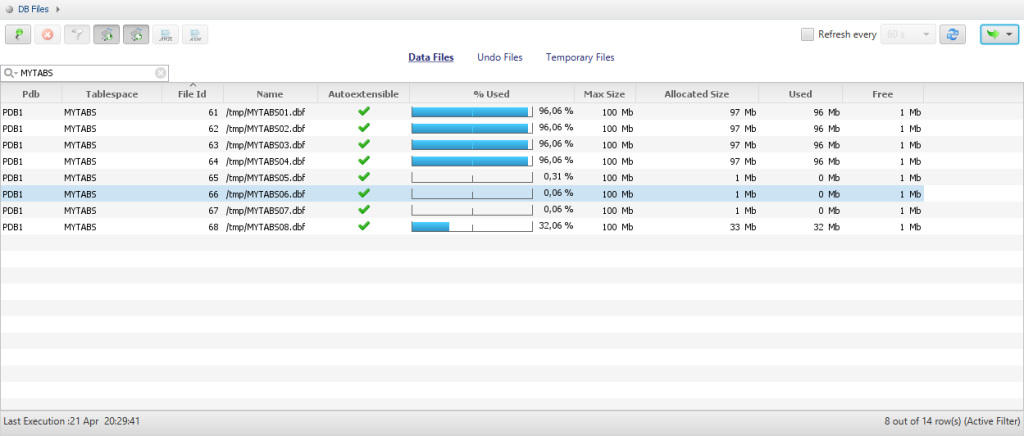 DB Files
Refresh every 60 s
Data Files Undo Files Temporary Files
MYTABS
Pdb Tablespace File Id Name Autoextensible % Used Max Size Allocated Size Used Free
PDB1 MYTABS 61 /tmp/MYTABS01.dbf 96,06 % 100 Mb 97 Mb 96 Mb 1 Mb
PDB1 MYTABS 62 /tmp/MYTABS02.dbf 96,06 % 100 Mb 97 Mb 96 Mb 1 Mb
PDB1 MYTABS 63 /tmp/MYTABS03.dbf 96,06 % 100 Mb 97 Mb 96 Mb 1 Mb
PDB1 MYTABS 64 /tmp/MYTABS04.dbf 96,06 % 100 Mb 97 Mb 96 Mb 1 Mb
PDB1 MYTABS 65 /tmp/MYTABS05.dbf 0,31 % 100 Mb 1 Mb 0 Mb 1 Mb
PDB1 MYTABS 66 /tmp/MYTABS06.dbf 0,06 % 100 Mb 1 Mb 0 Mb 1 Mb
PDB1 MYTABS 67 /tmp/MYTABS07.dbf 0,06 % 100 Mb 1 Mb 0 Mb 1 Mb
PDB1 MYTABS 68 /tmp/MYTABS08.dbf 32,06 % 100 Mb 33 Mb 32 Mb 1 Mb
Last Execution :21 Apr 20:29:41 8 out of 14 row(s) (Active Filter)